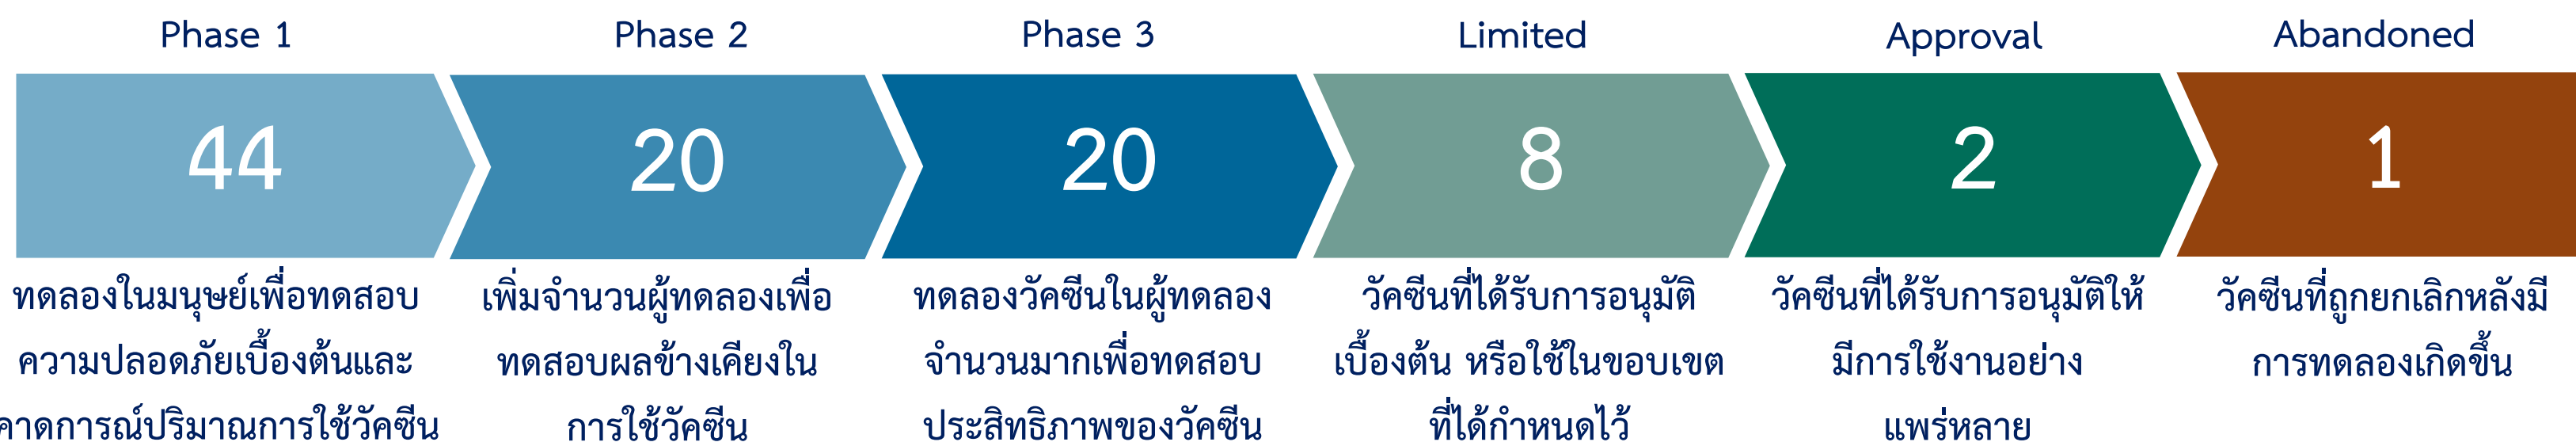 Phase 1
44
ทดลองในมนุษย์เพื่อทดสอบ
ความปลอดภัยเบื้องต้นและ
คาดการณ์ปริมาณการใช้วัคซีน
Phase 2
20
เพิ่มจำนวนผู้ทดลองเพื่อ
ทดสอบผลข้างเคียงใน
การใช้วัคซีน
Phase 3
20
ทดลองวัคซีนในผู้ทดลอง
จำนวนมากเพื่อทดสอบ
ประสิทธิภาพของวัคซีน
Limited
8
วัคซีนที่ได้รับการอนุมัติ
เบื้องต้น หรือใช้ในขอบเขต
ที่ได้กำหนดไว้
Approval
2
วัคซีนที่ได้รับการอนุมัติให้
มีการใช้งานอย่าง
แพร่หลาย
Abandoned
1
วัคซีนที่ถูกยกเลิกหลังมี
การทดลองเกิดขึ้น